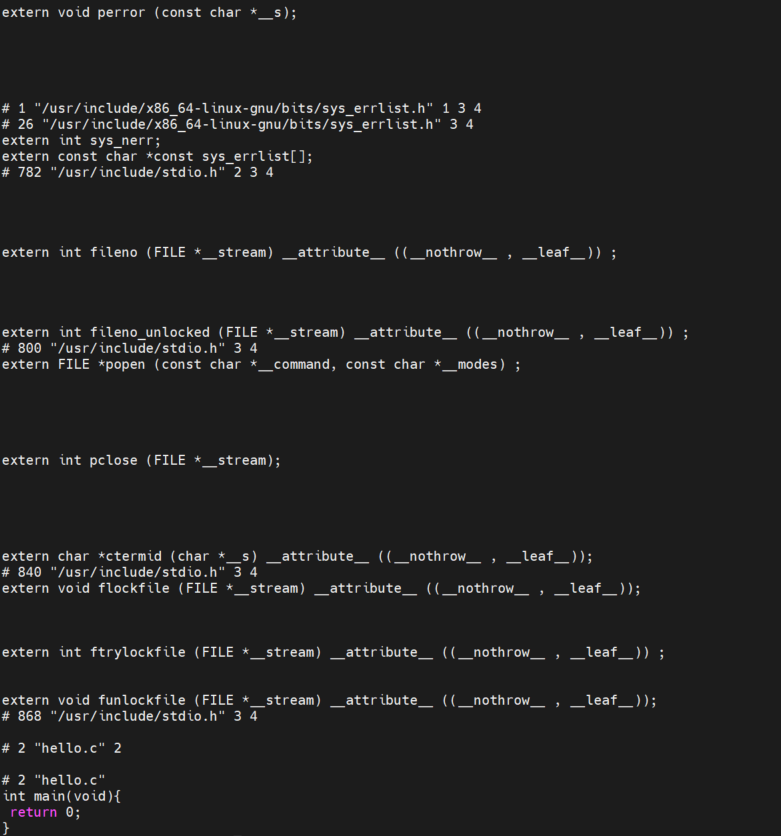 extern void perror (const char *__s);
# 1 "/usr/include/x86_64-linux-gnu/bits/sys_errlist.h" 1 3 4
# 26 "/usr/include/x86_64-linux-gnu/bits/sys_errlist.h" 3 4
extern int sys_nerr;
extern const char *const sys_errlist[];
# 782 "/usr/include/stdio.h" 2 3 4
extern int fileno (FILE *__stream) __attribute__ ((__nothrow__ , __leaf__)) ;
extern int fileno_unlocked (FILE *__stream) __attribute__ ((__nothrow__ , __leaf__)) ;
# 800 "/usr/include/stdio.h" 3 4
extern FILE *popen (const char *__command, const char *__modes) ;
extern int pclose (FILE *__stream);
extern char *ctermid (char *__s) __attribute__ ((__nothrow__ , __leaf__));
# 840 "/usr/include/stdio.h" 3 4
extern void flockfile (FILE *__stream) __attribute__ ((__nothrow__ , __leaf__));
extern int ftrylockfile (FILE *__stream) __attribute__ ((__nothrow__ , __leaf__)) ;
extern void funlockfile (FILE *__stream) __attribute__ ((__nothrow__ , __leaf__));
# 868 "/usr/include/stdio.h" 3 4
# 2 "hello.c" 2
# 2 "hello.c"
int main(void){
 return 0;
}